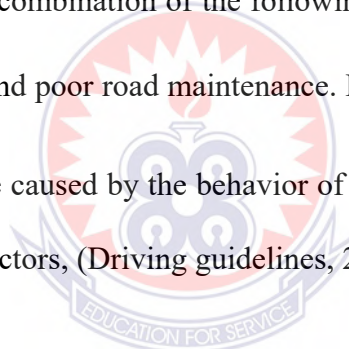 combination of the following
nd poor road maintenance. 
caused by the behavior of
ctors, (Driving guidelines, 2
EDUCATION FOR SERVICE